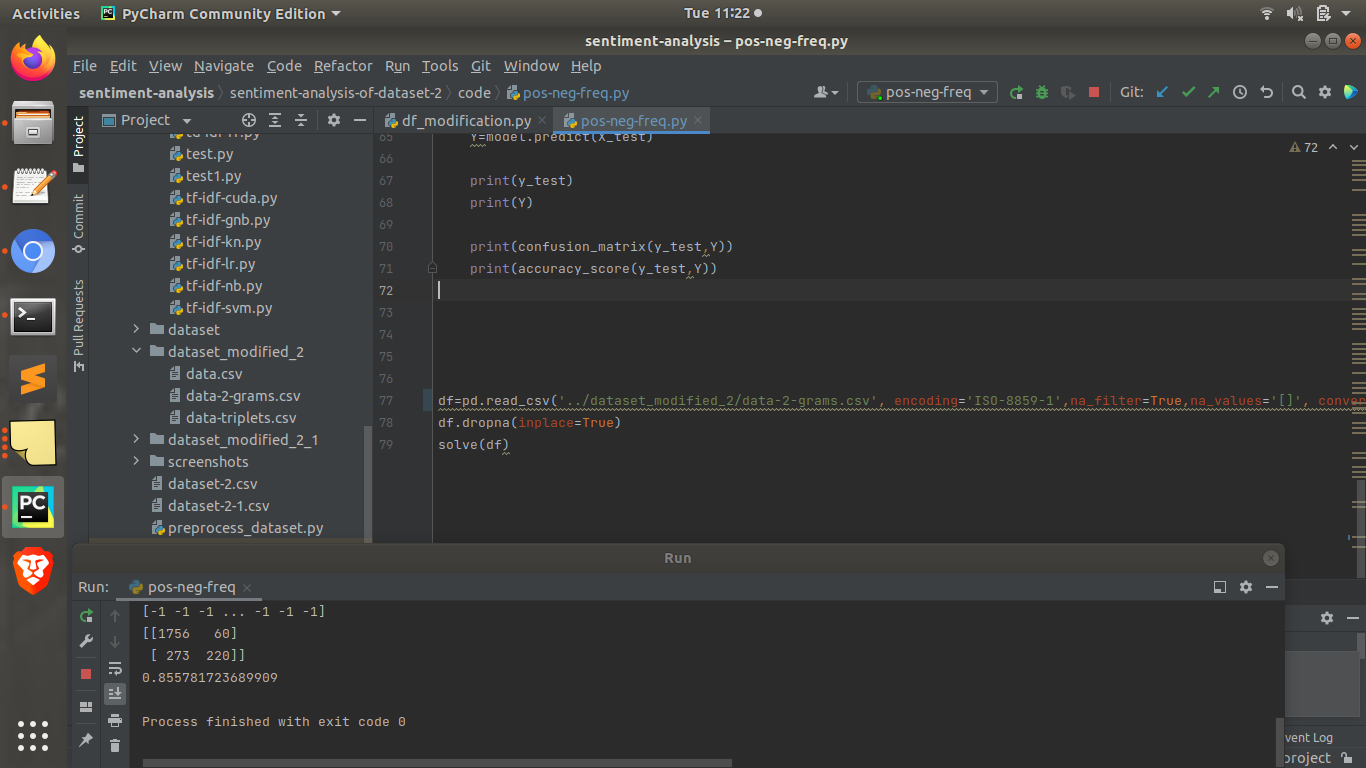 Activities PyCharm Community Edition Tue 11:22
sentiment-analysis – pos-neg-freq.py
File Edit View Navigate Code Refactor Run Tools Git Window Help
sentiment-analysis sentiment-analysis-of-dataset-2 code pos-neg-freq.py pos-neg-freq Git:
Project df_modification.py pos-neg-freq.py
Project
Commit
Pull Requests
test.py
test1.py
tf-idf-cuda.py
tf-idf-gnb.py
tf-idf-kn.py
tf-idf-lr.py
tf-idf-nb.py
tf-idf-svm.py
dataset
dataset_modified_2
data.csv
data-2-grams.csv
data-triplets.csv
dataset_modified_2_1
screenshots
dataset-2.csv
dataset-2-1.csv
preprocess_dataset.py
72
65 Y=model.predict(X_test)
66
67 print(y_test)
68 print(Y)
69
70 print(confusion_matrix(y_test,Y))
71 print(accuracy_score(y_test,Y))
72
73
74
75
76
77 df=pd.read_csv('../dataset_modified_2/data-2-grams.csv', encoding='ISO-8859-1',na_filter=True,na_values='[]', conver
78 df.dropna(inplace=True)
79 solve(df)
Run
Run: pos-neg-freq
[-1 -1 -1 ... -1 -1 -1]
[[1756 60]
[ 273 220]]
0.855781723689909
Process finished with exit code 0
vent Log
project